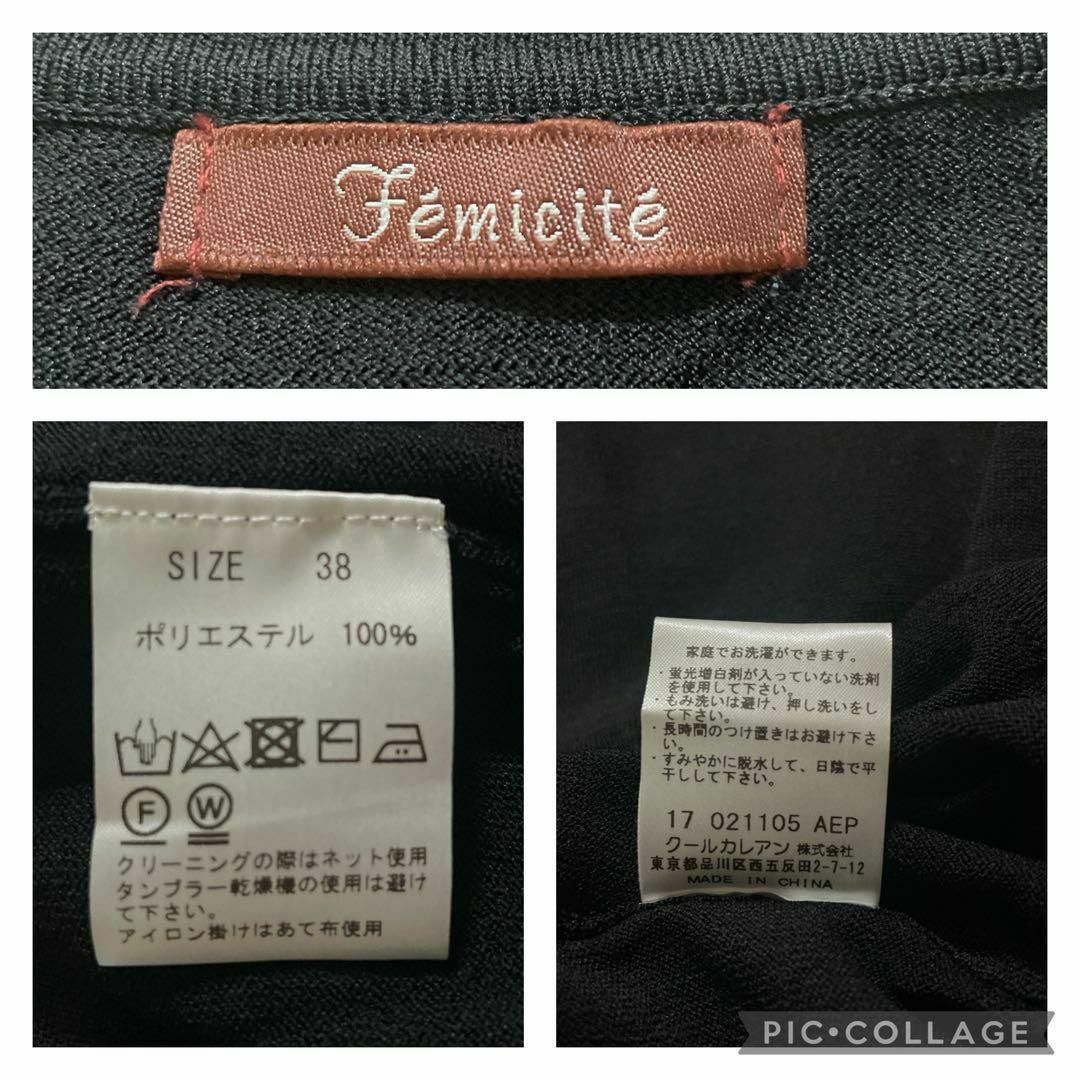 Fémicité
SIZE 38
ポリエステル 100%
F W
クリーニングの際はネット使用
タンブラー乾燥機の使用は避け
て下さい。
アイロン掛けはあて布使用
家庭でお洗濯ができます。
・蛍光増白剤が入っていない洗剤
を使用して下さい。
・もみ洗いは避け、押し洗いをし
て下さい。
・長時間のつけ置きはお避け下さ
い。
・すみやかに脱水して、日陰で平
干しして下さい。
17 021105 AEP
クールカレアン 株式会社
東京都品川区西五反田2-7-12
MADE IN CHINA
PIC•COLLAGE